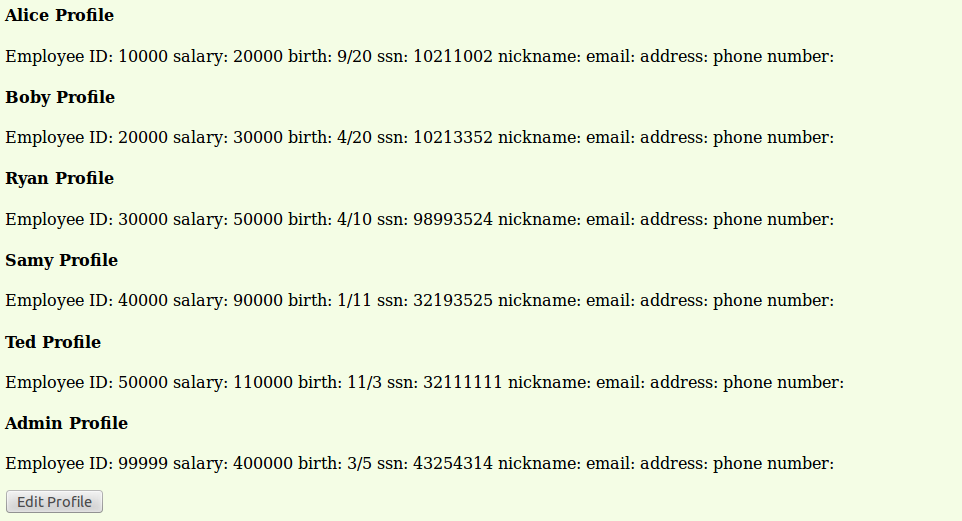 Alice Profile
Employee ID: 10000 salary: 20000 birth: 9/20 ssn: 10211002 nickname: email: address: phone number:
Boby Profile
Employee ID: 20000 salary: 30000 birth: 4/20 ssn: 10213352 nickname: email: address: phone number:
Ryan Profile
Employee ID: 30000 salary: 50000 birth: 4/10 ssn: 98993524 nickname: email: address: phone number:
Samy Profile
Employee ID: 40000 salary: 90000 birth: 1/11 ssn: 32193525 nickname: email: address: phone number:
Ted Profile
Employee ID: 50000 salary: 110000 birth: 11/3 ssn: 32111111 nickname: email: address: phone number:
Admin Profile
Employee ID: 99999 salary: 400000 birth: 3/5 ssn: 43254314 nickname: email: address: phone number:
Edit Profile